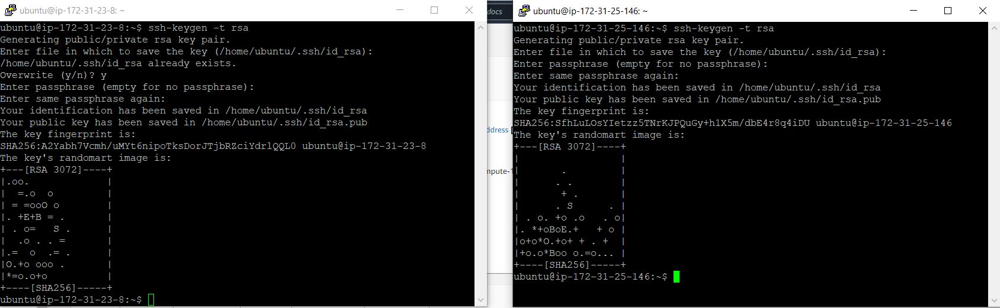 ubuntu@ip-172-31-23-8: ~
ubuntu@ip-172-31-23-8:~$ ssh-keygen -t rsa
Generating public/private rsa key pair.
Enter file in which to save the key (/home/ubuntu/.ssh/id_rsa):
/home/ubuntu/.ssh/id_rsa already exists.
Overwrite (y/n)? y
Enter passphrase (empty for no passphrase):
Enter same passphrase again:
Your identification has been saved in /home/ubuntu/.ssh/id_rsa
Your public key has been saved in /home/ubuntu/.ssh/id_rsa.pub
The key fingerprint is:
SHA256:A2Yabh7Vcmh/uMYt6nipoTksDorJTjbRZciYdrlQQL0 ubuntu@ip-172-31-23-8
The key's randomart image is:
+---[RSA 3072]----+
|.oo.             |
|  =.o  o         |
| = =ooO o        |
|. +E+B = .       |
| . o=   S .      |
|  .o . . =       |
|.=  o  .= .      |
|O.+o ooo .       |
|*=o.o+o          |
+----[SHA256]-----+
ubuntu@ip-172-31-23-8:~$
docs
ddress [
mpute-1
ubuntu@ip-172-31-25-146: ~
ubuntu@ip-172-31-25-146:~$ ssh-keygen -t rsa
Generating public/private rsa key pair.
Enter file in which to save the key (/home/ubuntu/.ssh/id_rsa):
Enter passphrase (empty for no passphrase):
Enter same passphrase again:
Your identification has been saved in /home/ubuntu/.ssh/id_rsa
Your public key has been saved in /home/ubuntu/.ssh/id_rsa.pub
The key fingerprint is:
SHA256:SfhLuLOsYIetzz5TNrKJPQuGy+h1X5m/dbE4r8q4iDU ubuntu@ip-172-31-25-146
The key's randomart image is:
+---[RSA 3072]----+
|                 |
|       .         |
|      . .        |
|       + .       |
|      . S      . |
| . o. +o .o   . o|
|. *+oBoE.+   + o |
|o+o*O.+o+ + . +  |
|+o.o*Boo o.=o... |
+----[SHA256]-----+
ubuntu@ip-172-31-25-146:~$